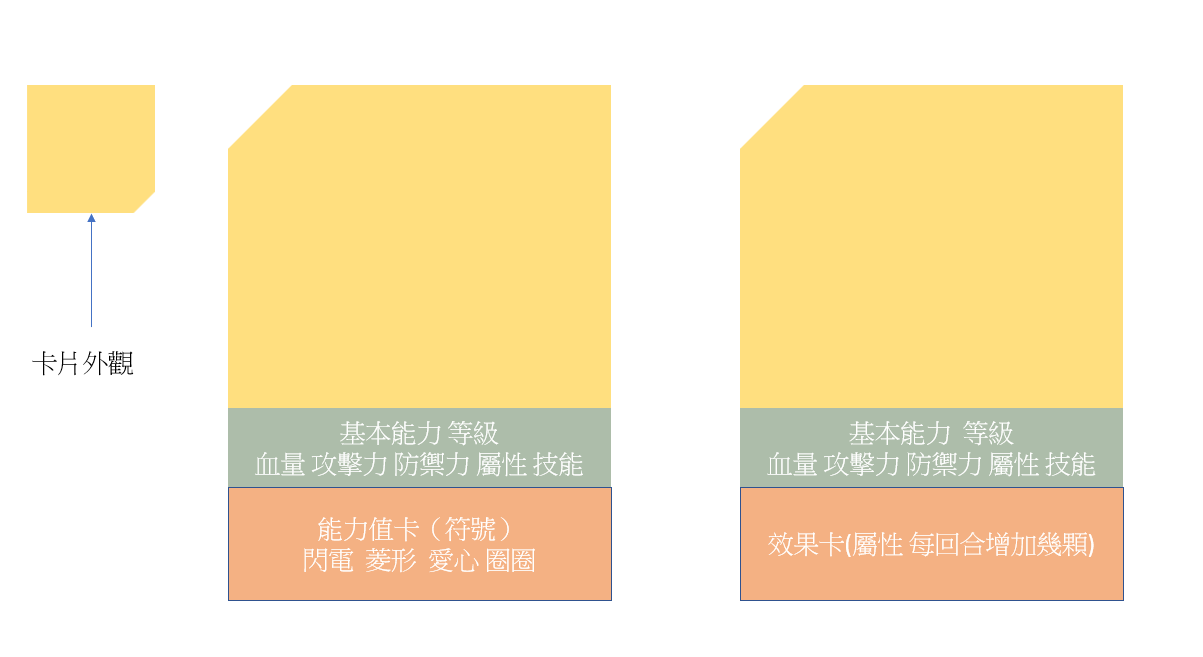 卡片外觀
基本能力 等級
血量 攻擊力 防禦力 屬性 技能
能力值卡（符號）
閃電 菱形 愛心 圈圈
基本能力 等級
血量 攻擊力 防禦力 屬性 技能
效果卡(屬性 每回合增加幾顆)